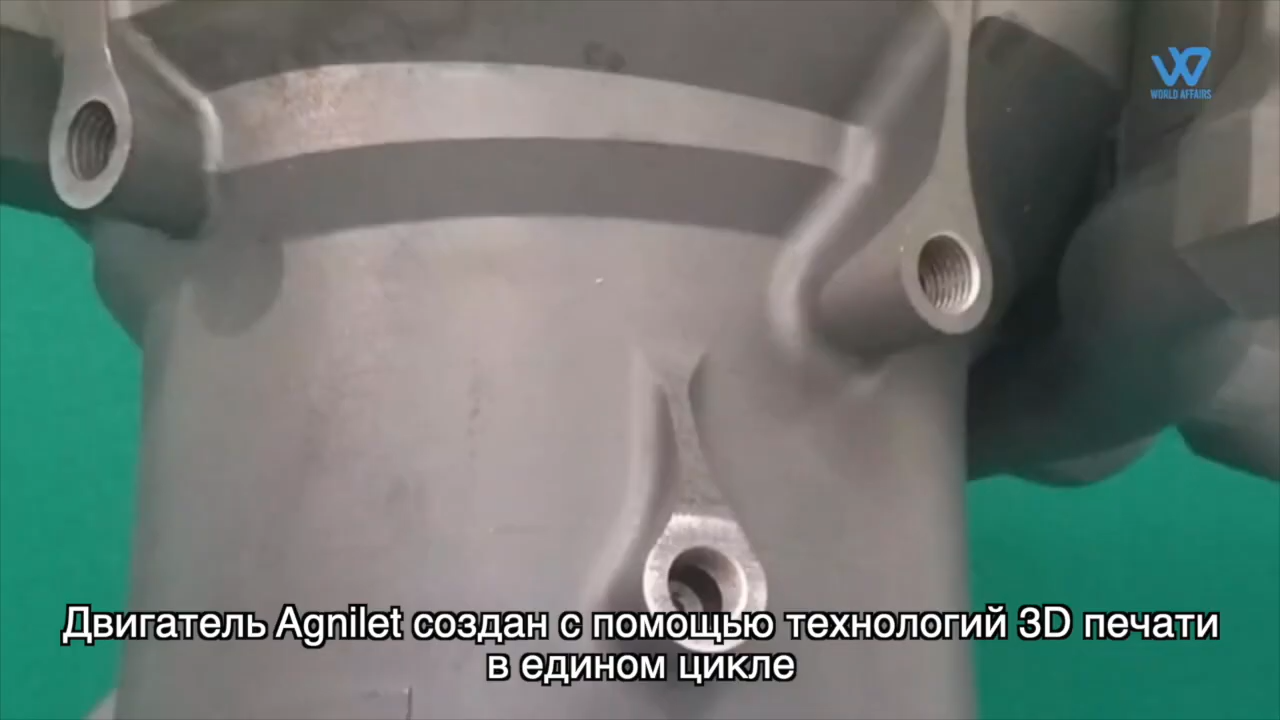 WORLD AFFAIRS
Двигатель Agnilet создан с помощью технологий 3D печати
в едином цикле